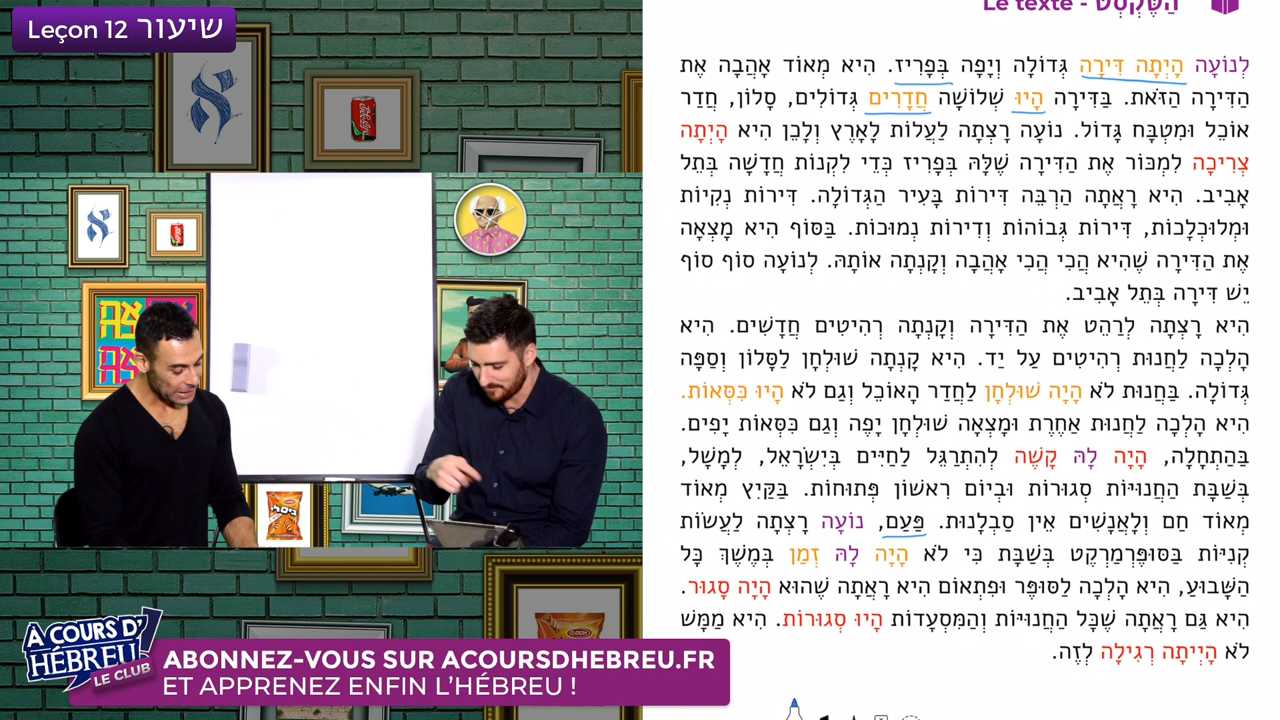 Leçon 12 שיעור
Le texte - הַטֶּקְסְט
לְנוֹעָה הָיְתָה דִּירָה גְּדוֹלָה וְיָפָה בְּפָרִיז. הִיא מְאוֹד אָהֲבָה אֶת
הַדִּירָה הַזֹּאת. בַּדִּירָה הָיוּ שְׁלוֹשָׁה חֲדָרִים גְּדוֹלִים, סָלוֹן, חֲדַר
אוֹכֵל וּמִטְבָּח גָּדוֹל. נוֹעָה רָצְתָה לַעֲלוֹת לָאָרֶץ וְלָכֵן הִיא הָיְתָה
צְרִיכָה לִמְכּוֹר אֶת הַדִּירָה שֶׁלָּהּ בְּפָרִיז כְּדֵי לִקְנוֹת חֲדָשָׁה בְּתֵל
אָבִיב. הִיא רָאֲתָה הַרְבֵּה דִּירוֹת בָּעִיר הַגְּדוֹלָה. דִּירוֹת נְקִיּוֹת
וּמְלוּכְלָכוֹת, דִּירוֹת גְּבוֹהוֹת וְדִירוֹת נְמוּכוֹת. בַּסּוֹף הִיא מָצְאָה
אֶת הַדִּירָה שֶׁהִיא הֲכִי הֲכִי אָהֲבָה וְקָנְתָה אוֹתָהּ. לְנוֹעָה סוֹף סוֹף
יֵשׁ דִּירָה בְּתֵל אָבִיב.
הִיא רָצְתָה לְרַהֵט אֶת הַדִּירָה וְקָנְתָה רְהִיטִים חֲדָשִׁים. הִיא
הָלְכָה לַחֲנוּת רְהִיטִים עַל יַד. הִיא קָנְתָה שׁוּלְחָן לַסָּלוֹן וְסַפָּה
גְּדוֹלָה. בַּחֲנוּת לֹא הָיָה שׁוּלְחָן לַחֲדַר הָאוֹכֵל וְגַם לֹא הָיוּ כִּסְּאוֹת.
הִיא הָלְכָה לַחֲנוּת אַחֶרֶת וּמָצְאָה שׁוּלְחָן יָפֶה וְגַם כִּסְּאוֹת יָפִים.
בַּהַתְחָלָה, הָיָה לָהּ קָשֶׁה לְהִתְרַגֵּל לַחַיִּים בְּיִשְׂרָאֵל, לְמָשָׁל,
בְּשַׁבָּת הַחֲנוּיּוֹת סְגוּרוֹת וּבְיוֹם רִאשׁוֹן פְּתוּחוֹת. בַּקַּיִץ מְאוֹד
מְאוֹד חַם וְלָאֲנָשִׁים אֵין סַבְלָנוּת. פַּעַם, נוֹעָה רָצְתָה לַעֲשׂוֹת
קְנִיּוֹת בַּסּוּפֶּרְמַרְקֶט בְּשַׁבָּת כִּי לֹא הָיָה לָהּ זְמַן בְּמֶשֶׁךְ כָּל
הַשָּׁבוּעַ, הִיא הָלְכָה לַסּוּפֶּר וּפִתְאוֹם הִיא רָאֲתָה שֶׁהוּא הָיָה סָגוּר.
הִיא גַּם רָאֲתָה שֶׁכָּל הַחֲנוּיּוֹת וְהַמִּסְעָדוֹת הָיוּ סְגוּרוֹת. הִיא מַמָּשׁ
לֹא הָיְיתָה רְגִילָה לְזֶה.
À COURS D'
HÉBREU
LE CLUB
ABONNEZ-VOUS SUR ACOURSDHEBREU.FR
ET APPRENEZ ENFIN L'HÉBREU !